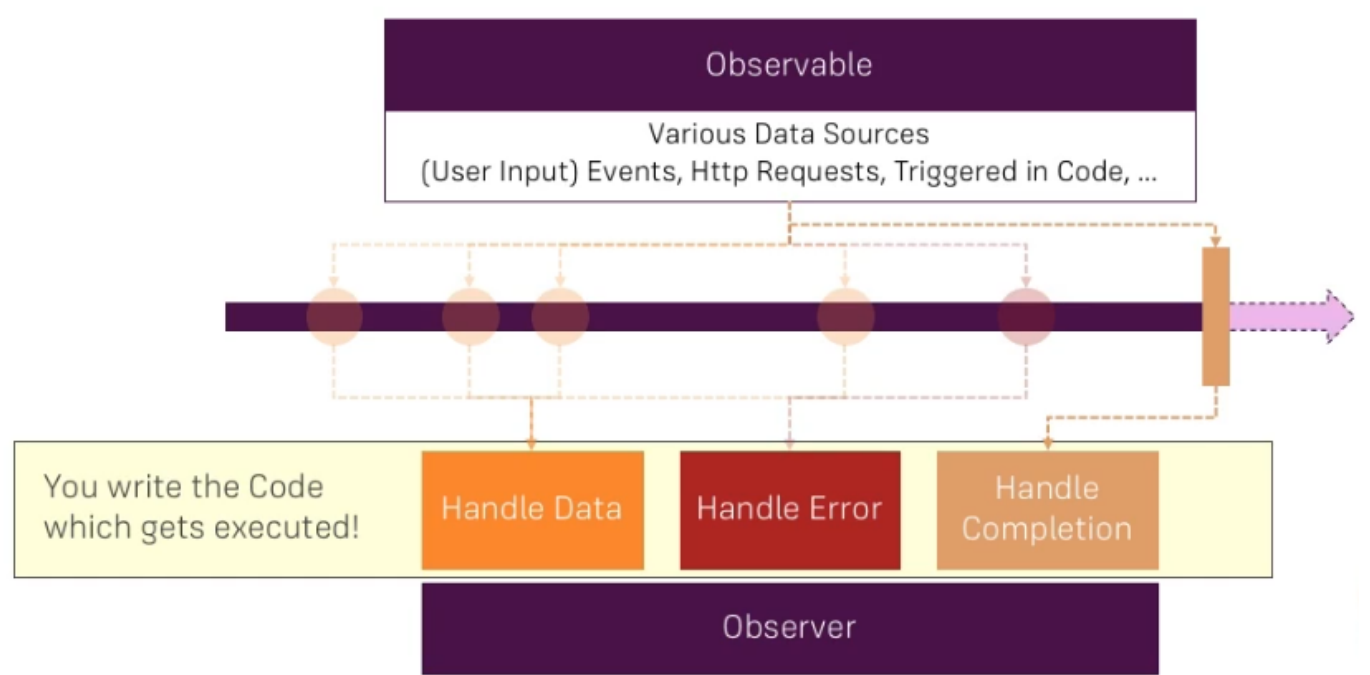 Observable
Various Data Sources
(User Input) Events, Http Requests, Triggered in Code, ...
You write the Code
which gets executed!
Handle Data
Handle Error
Handle
Completion
Observer